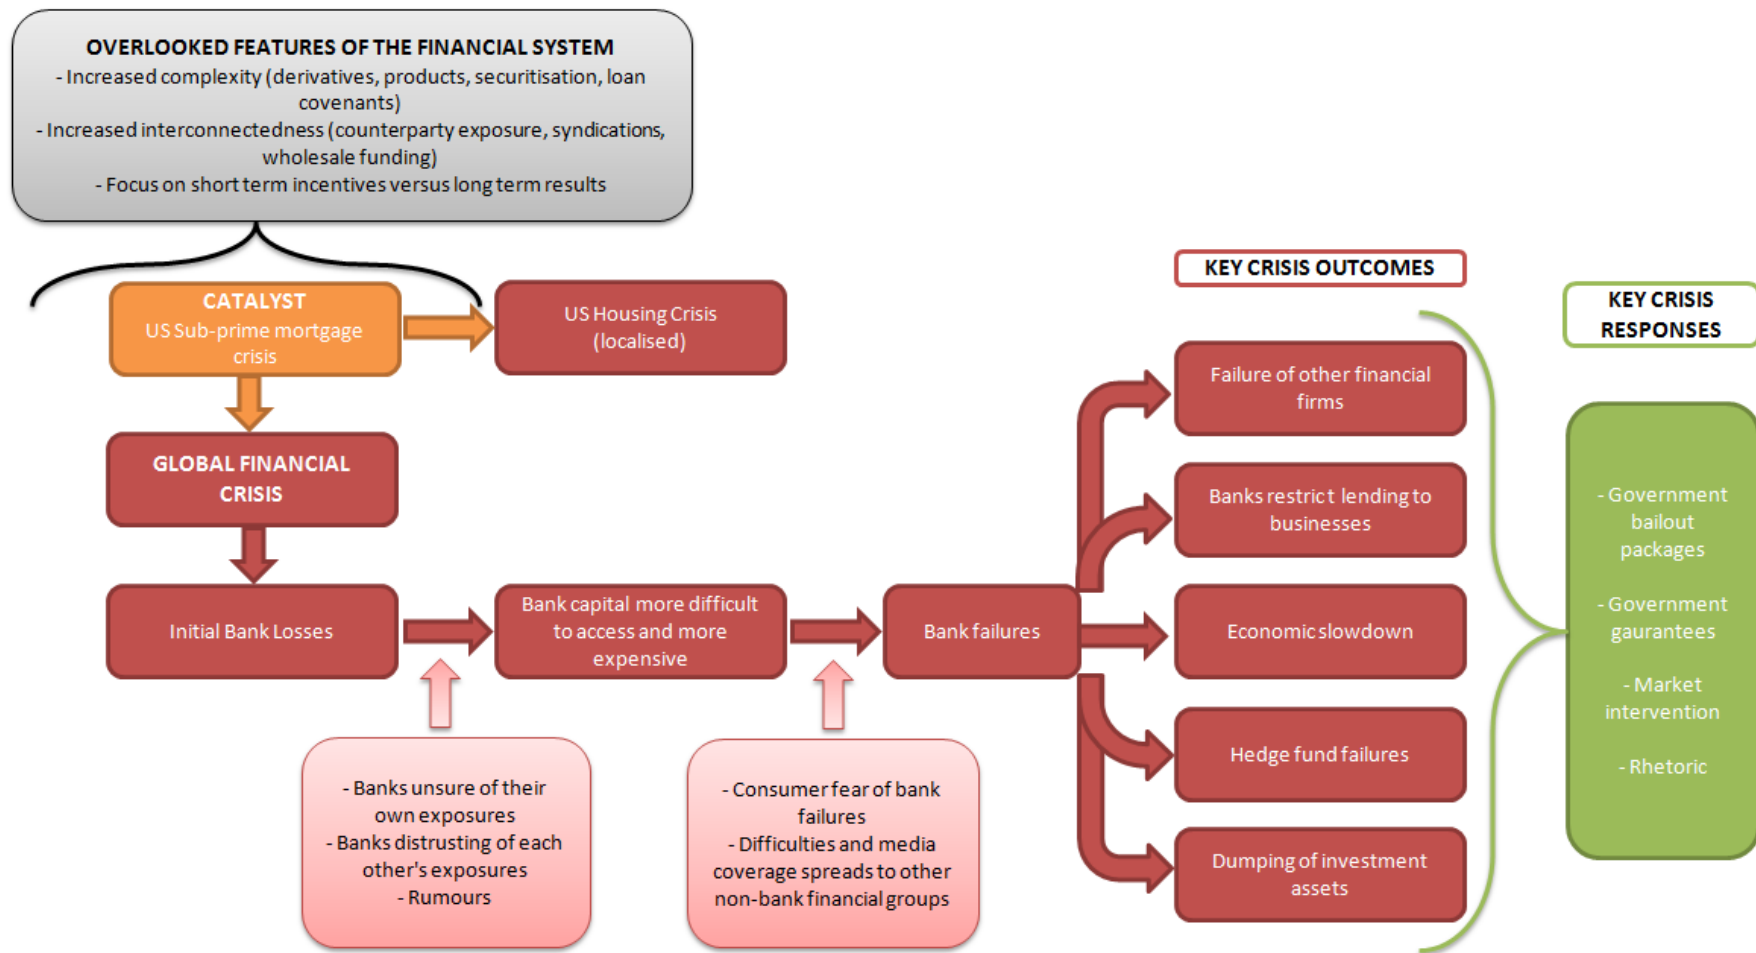 OVERLOOKED FEATURES OF THE FINANCIAL SYSTEM
- Increased complexity (derivatives, products, securitisation, loan
covenants)
- Increased interconnectedness (counterparty exposure, syndications,
wholesale funding)
- Focus on short term incentives versus long term results
CATALYST
US Sub-prime mortgage
crisis
US Housing Crisis
(localised)
GLOBAL FINANCIAL
CRISIS
Initial Bank Losses
Bank capital more difficult
to access and more
expensive
Bank failures
- Banks unsure of their
own exposures
- Banks distrusting of each
other's exposures
- Rumours
- Consumer fear of bank
failures
- Difficulties and media
coverage spreads to other
non-bank financial groups
KEY CRISIS OUTCOMES
Failure of other financial
firms
Banks restrict lending to
businesses
Economic slowdown
Hedge fund failures
Dumping of investment
assets
KEY CRISIS
RESPONSES
- Government
bailout
packages
- Government
gaurantees
- Market
intervention
- Rhetoric